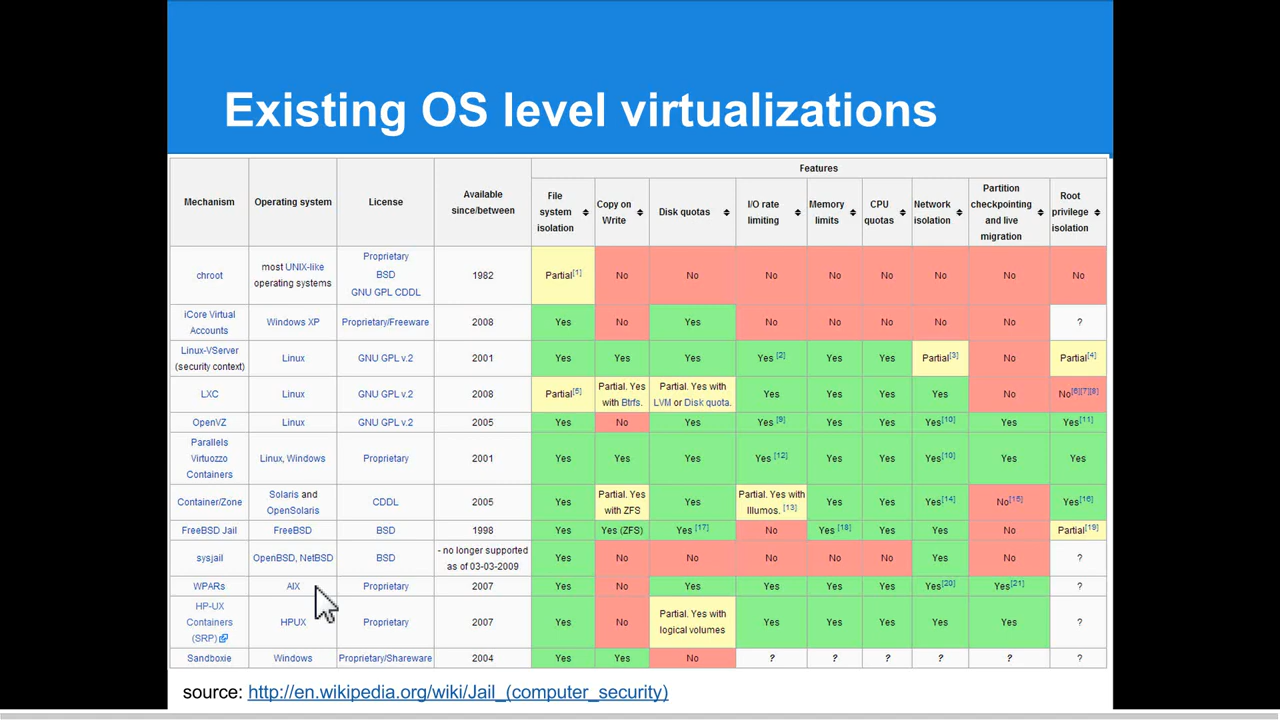 Existing OS level virtualizations
Features
Mechanism Operating system License Available since/between File system isolation Copy on Write Disk quotas I/O rate limiting Memory limits CPU quotas Network isolation Partition checkpointing and live migration Root privilege isolation
chroot most UNIX-like operating systems Proprietary BSD GNU GPL CDDL 1982 Partial[1] No No No No No No No No
iCore Virtual Accounts Windows XP Proprietary/Freeware 2008 Yes No Yes No No No No No ?
Linux-VServer (security context) Linux GNU GPL v.2 2001 Yes Yes Yes Yes [2] Yes Yes Partial[3] No Partial[4]
LXC Linux GNU GPL v.2 2008 Partial[5] Partial. Yes with Btrfs. Partial. Yes with LVM or Disk quota. Yes Yes Yes Yes No No[6][7][8]
OpenVZ Linux GNU GPL v.2 2005 Yes No Yes Yes [9] Yes Yes Yes[10] Yes Yes[11]
Parallels Virtuozzo Containers Linux, Windows Proprietary 2001 Yes Yes Yes Yes [12] Yes Yes Yes[10] Yes Yes
Container/Zone Solaris and OpenSolaris CDDL 2005 Yes Partial. Yes with ZFS Yes Partial. Yes with Illumos. [13] Yes Yes Yes[14] No[15] Yes[16]
FreeBSD Jail FreeBSD BSD 1998 Yes Yes (ZFS) Yes [17] No Yes [18] Yes Yes No Partial[19]
sysjail OpenBSD, NetBSD BSD - no longer supported as of 03-03-2009 Yes No No No No No Yes No ?
WPARs AIX Proprietary 2007 Yes No Yes Yes Yes Yes Yes[20] Yes[21] ?
HP-UX Containers (SRP) HPUX Proprietary 2007 Yes No Partial. Yes with logical volumes Yes Yes Yes Yes Yes ?
Sandboxie Windows Proprietary/Shareware 2004 Yes Yes No ? ? ? ? ? ?
source: http://en.wikipedia.org/wiki/Jail_(computer_security)